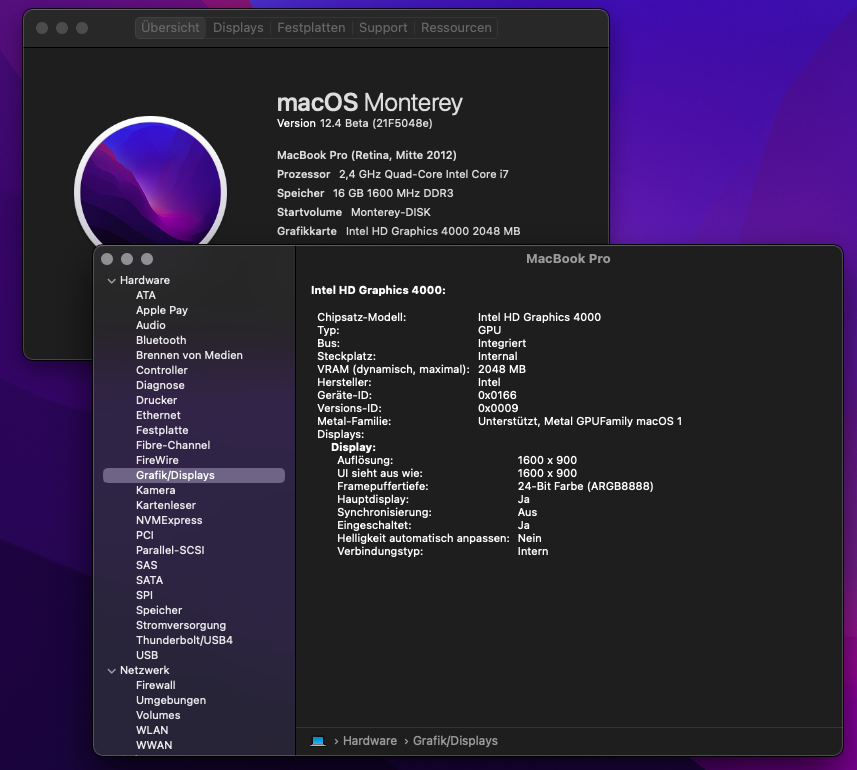 Übersicht Displays Festplatten Support Ressourcen
macOS Monterey
Version 12.4 Beta (21F5048e)
MacBook Pro (Retina, Mitte 2012)
Prozessor 2,4 GHz Quad-Core Intel Core i7
Speicher 16 GB 1600 MHz DDR3
Startvolume Monterey-DISK
Grafikkarte Intel HD Graphics 4000 2048 MB
MacBook Pro
Hardware
ATA
Apple Pay
Audio
Bluetooth
Brennen von Medien
Controller
Diagnose
Drucker
Ethernet
Festplatte
Fibre-Channel
FireWire
Grafik/Displays
Kamera
Kartenleser
NVMExpress
PCI
Parallel-SCSI
SAS
SATA
SPI
Speicher
Stromversorgung
Thunderbolt/USB4
USB
Netzwerk
Firewall
Umgebungen
Volumes
WLAN
WWAN
Intel HD Graphics 4000:
Chipsatz-Modell: Intel HD Graphics 4000
Typ: GPU
Bus: Integriert
Steckplatz: Internal
VRAM (dynamisch, maximal): 2048 MB
Hersteller: Intel
Geräte-ID: 0x0166
Versions-ID: 0x0009
Metal-Familie: Unterstützt, Metal GPUFamily macOS 1
Displays:
Display:
Auflösung: 1600 x 900
UI sieht aus wie: 1600 x 900
Framepuffertiefe: 24-Bit Farbe (ARGB8888)
Hauptdisplay: Ja
Synchronisierung: Aus
Eingeschaltet: Ja
Helligkeit automatisch anpassen: Nein
Verbindungstyp: Intern
› Hardware › Grafik/Displays